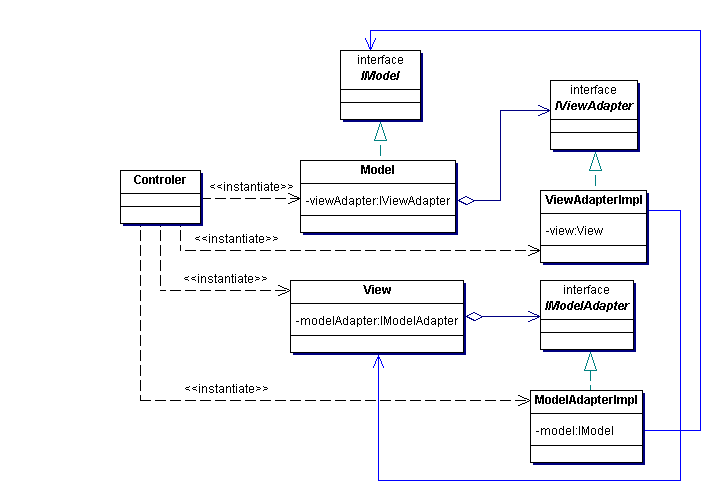 interface
IModel
interface
IViewAdapter
Model
-viewAdapter:IViewAdapter
Controler
<<instantiate>>
ViewAdapterImpl
-view:View
<<instantiate>>
<<instantiate>>
View
-modelAdapter:IModelAdapter
interface
IModelAdapter
<<instantiate>>
ModelAdapterImpl
-model:IModel